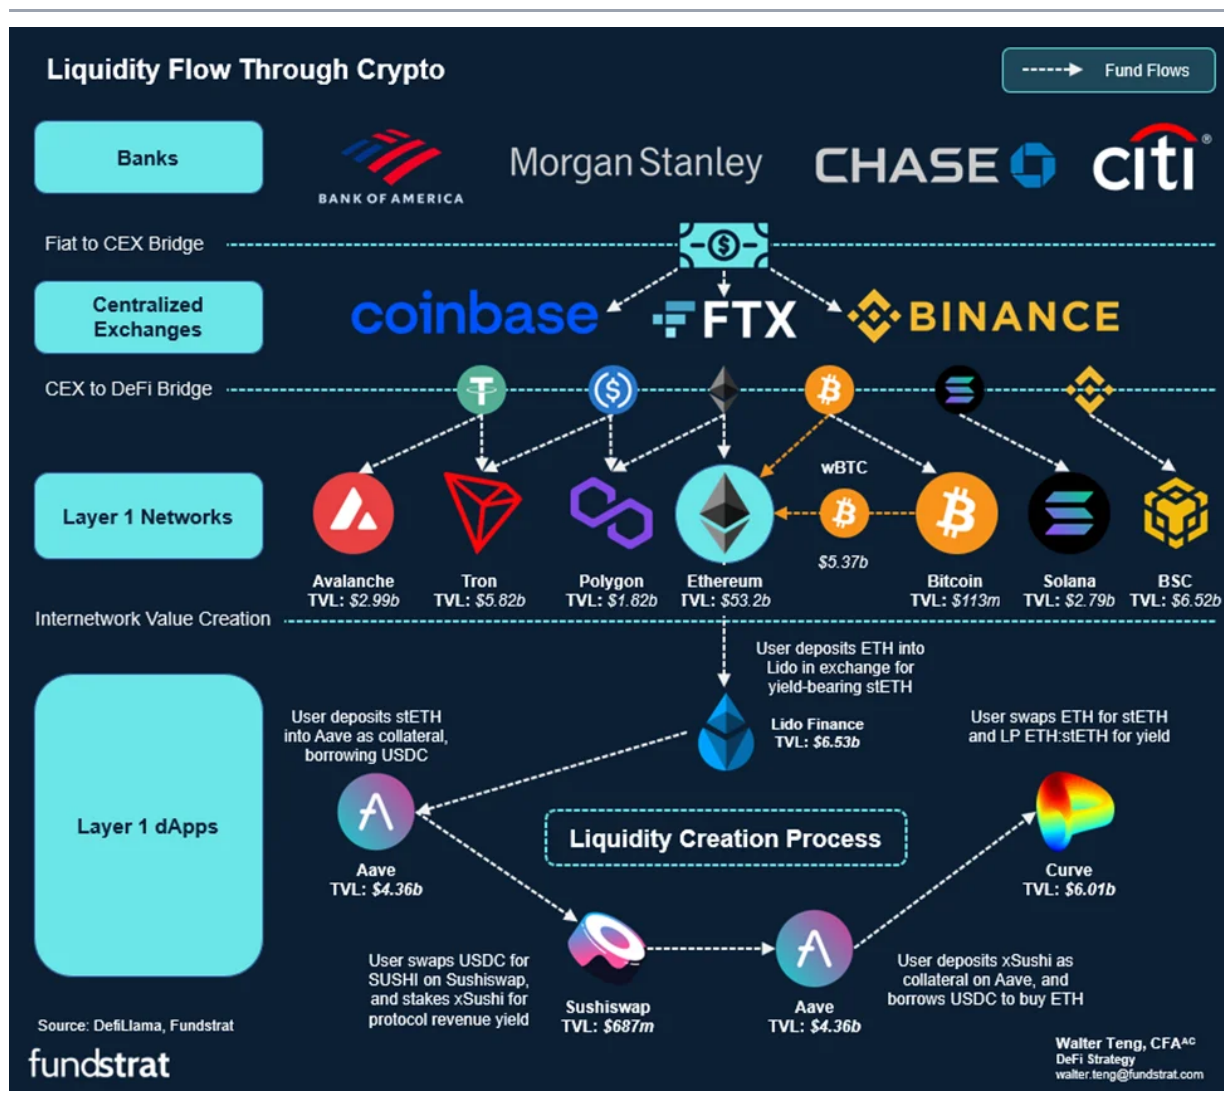 Liquidity Flow Through Crypto
Fund Flows
Banks
BANK OF AMERICA
Morgan Stanley
CHASE
citi®
Fiat to CEX Bridge
Centralized
Exchanges
coinbase
FTX
BINANCE
CEX to DeFi Bridge
wBTC
$5.37b
Layer 1 Networks
Avalanche
TVL: $2.99b
Tron
TVL: $5.82b
Polygon
TVL: $1.82b
Ethereum
TVL: $53.2b
Bitcoin
TVL: $113m
Solana
TVL: $2.79b
BSC
TVL: $6.52b
Internetwork Value Creation
User deposits ETH into
Lido in exchange for
yield-bearing stETH
Lido Finance
TVL: $6.53b
User deposits stETH
into Aave as collateral,
borrowing USDC
User swaps ETH for stETH
and LP ETH:stETH for yield
Layer 1 dApps
Aave
TVL: $4.36b
Liquidity Creation Process
Curve
TVL: $6.01b
User swaps USDC for
SUSHI on Sushiswap,
and stakes xSushi for
protocol revenue yield
Sushiswap
TVL: $687m
Aave
TVL: $4.36b
User deposits xSushi as
collateral on Aave, and
borrows USDC to buy ETH
Source: DefiLlama, Fundstrat
fundstrat
Walter Teng, CFAᴬᶜ
DeFi Strategy
walter.teng@fundstrat.com